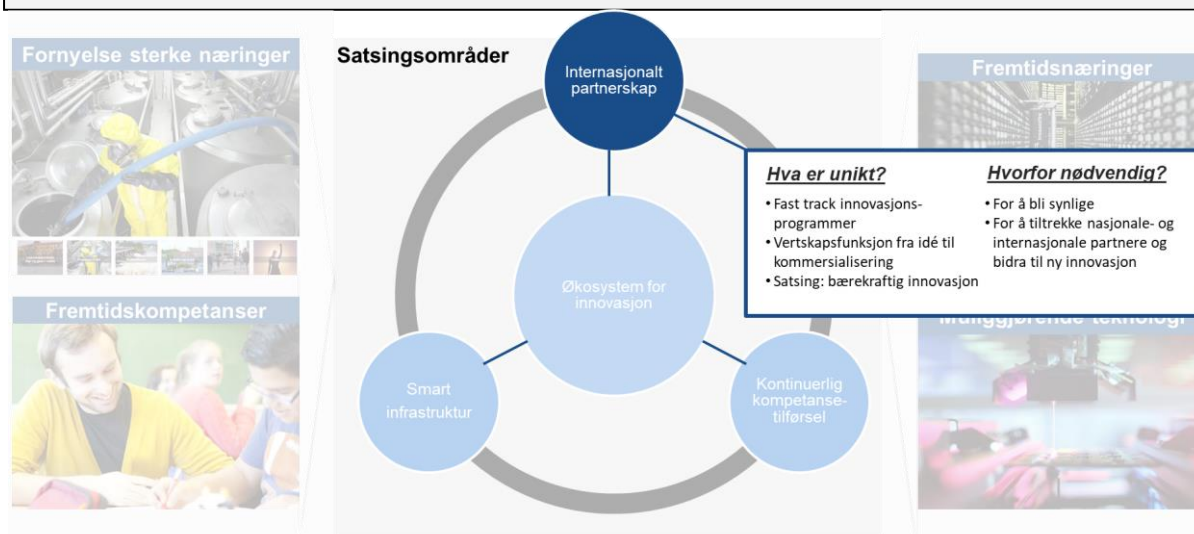 Fornyelse sterke næringer
Fremtidskompetanser
Satsingsområder
Internasjonalt
partnerskap
Økosystem for
innovasjon
Smart
infrastruktur
Kontinuerlig
kompetanse-
tilførsel
Fremtidsnæringer
Hva er unikt?
• Fast track innovasjons-
programmer
• Vertskapsfunksjon fra idé til
kommersialisering
• Satsing: bærekraftig innovasjon
Hvorfor nødvendig?
• For å bli synlige
• For å tiltrekke nasjonale- og
internasjonale partnere og
bidra til ny innovasjon
Muliggjørende teknologi